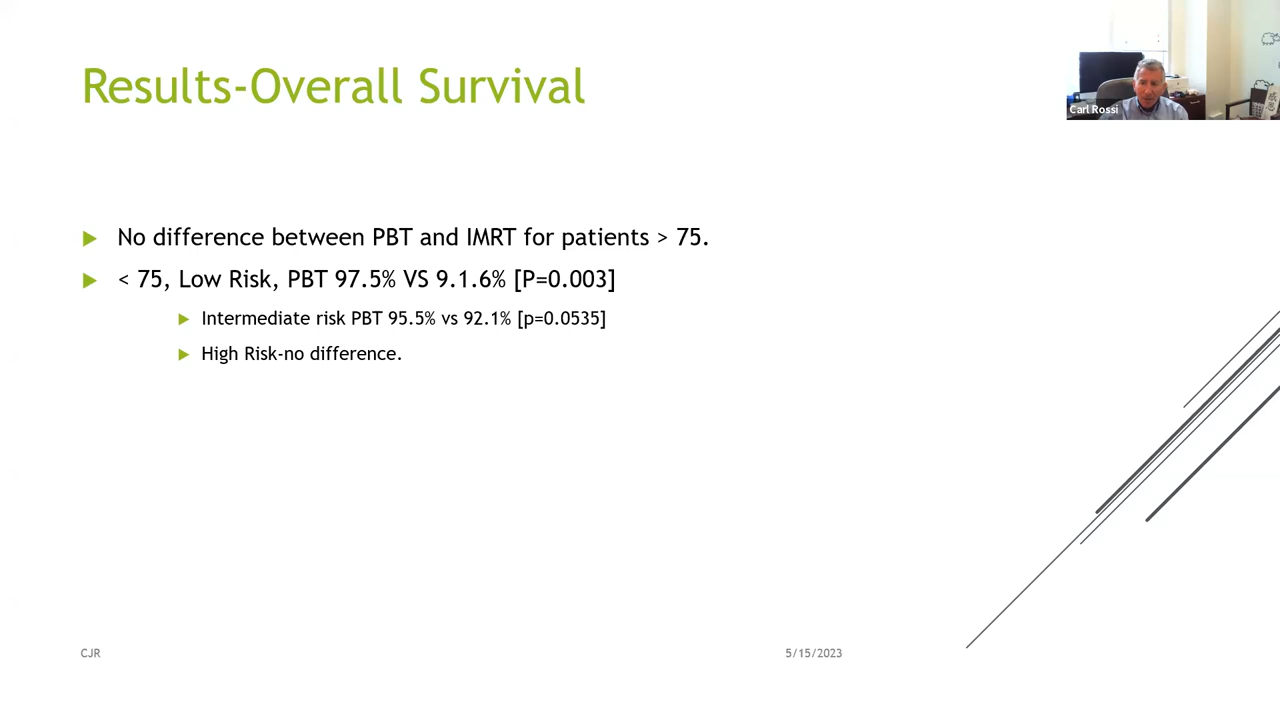 Results-Overall Survival
Carl Rossi
No difference between PBT and IMRT for patients > 75.
< 75, Low Risk, PBT 97.5% VS 9.1.6% [P=0.003]
Intermediate risk PBT 95.5% vs 92.1% [p=0.0535]
High Risk-no difference.
CJR
5/15/2023